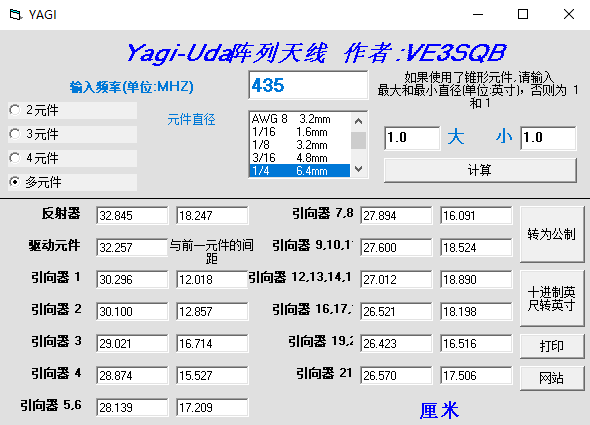 YAGI
Yagi-Uda阵列天线 作者:VE3SQB
输入频率(单位:MHZ)
435
如果使用了锥形元件,请输入
最大和最小直径(单位:英寸)，否则为 1
和 1
2元件
3元件
4元件
多元件
元件直径
AWG 8 3.2mm
1/16 1.6mm
1/8 3.2mm
3/16 4.8mm
1/4 6.4mm
1.0 大 小 1.0
计算
反射器 32.845 18.247
驱动元件 32.257 与前一元件的间
距
引向器 1 30.296 12.018
引向器 2 30.100 12.857
引向器 3 29.021 16.714
引向器 4 28.874 15.527
引向器 5,6 28.139 17.209
引向器 7,8 27.894 16.091
引向器 9,10,1 27.600 18.524
引向器 12,13,14,1 27.012 18.890
引向器 16,17, 26.521 18.198
引向器 19,2 26.423 16.516
引向器 21 26.570 17.506
厘米
转为公制
十进制英
尺转英寸
打印
网站